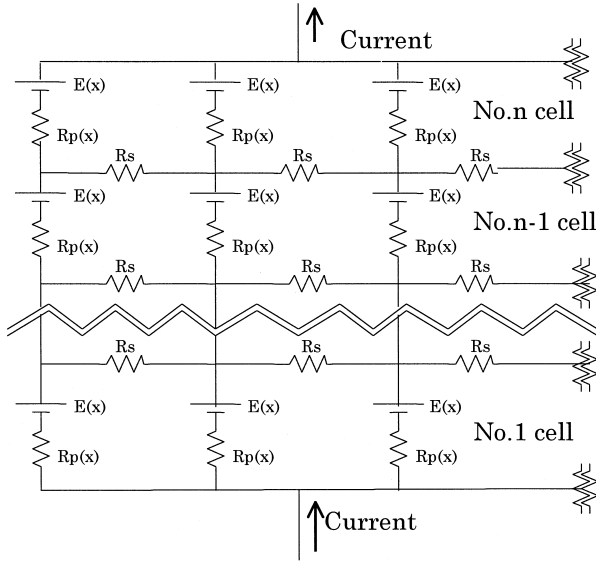 Current
E(x) E(x) E(x)
No.n cell
Rp(x) Rp(x) Rp(x)
Rs Rs Rs
E(x) E(x) E(x)
No.n-1 cell
Rp(x) Rp(x) Rp(x)
Rs Rs Rs
Rs Rs Rs
E(x) E(x) E(x)
No.1 cell
Rp(x) Rp(x) Rp(x)
Current